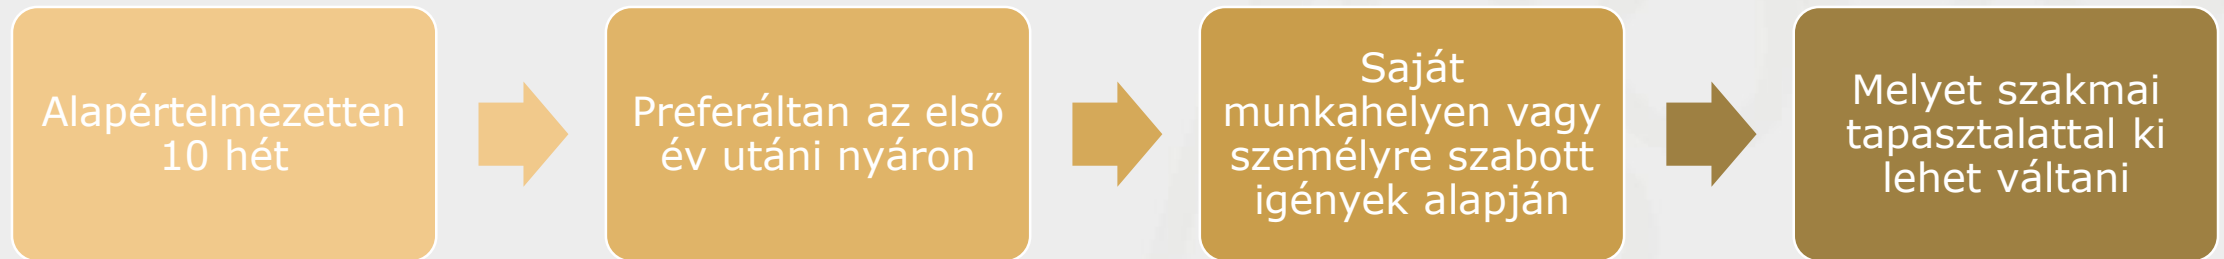 Alapértelmezetten
10 hét
Preferáltan az első
év utáni nyáron
Saját
munkahelyen vagy
személyre szabott
igények alapján
Melyet szakmai
tapasztalattal ki
lehet váltani